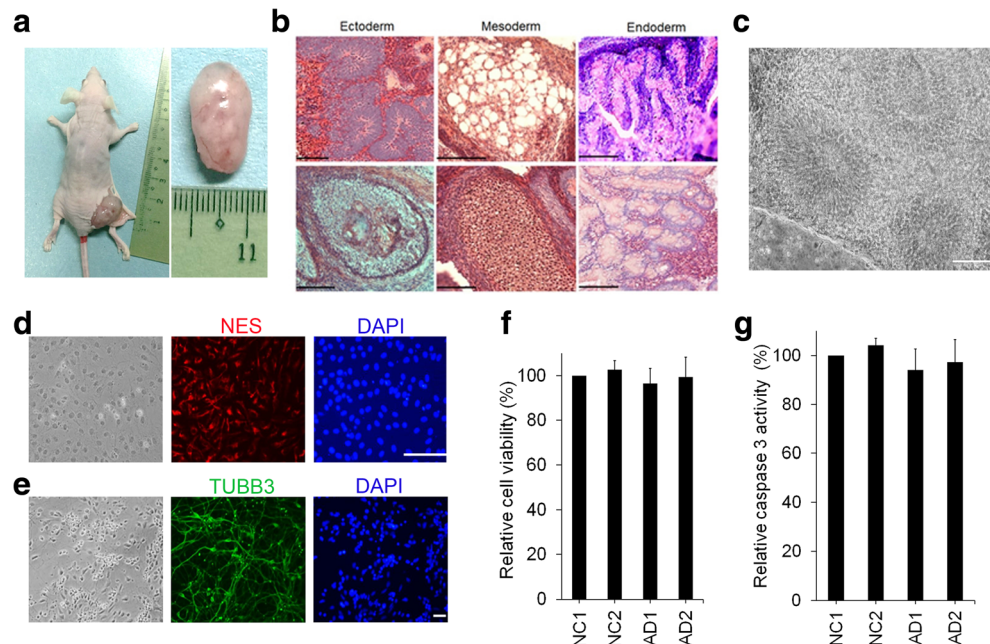 a
b
c
Ectoderm
Mesoderm
Endoderm
11
d
NES
DAPI
e
TUBB3
DAPI
f
Relative cell viability (%)
120
100
80
60
40
20
0
NC1
NC2
AD1
AD2
g
Relative caspase 3 activity (%)
100
80
60
40
20
0
NC1
NC2
AD1
AD2